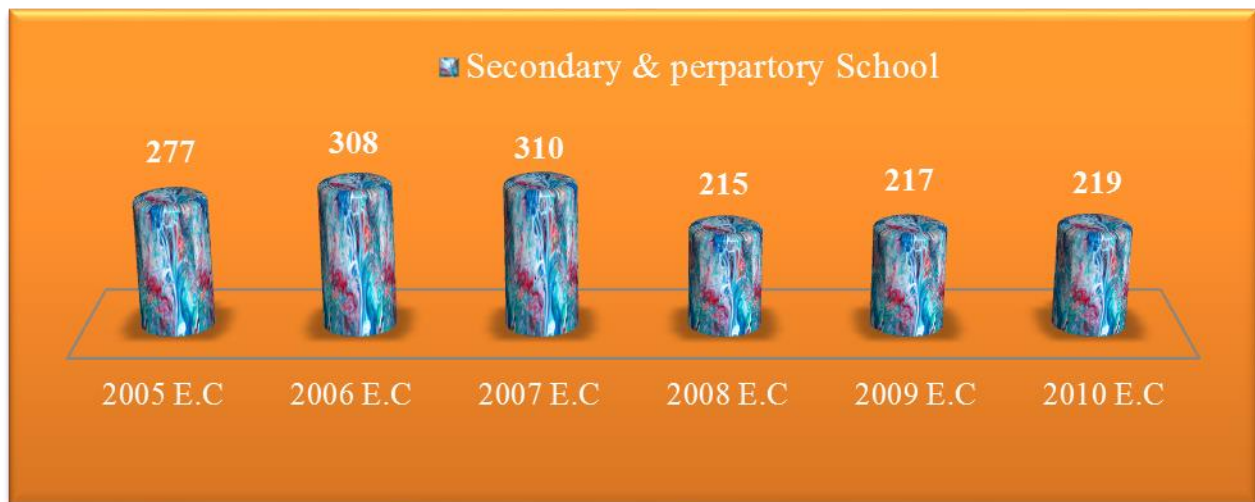 Secondary & perpartory School
277 308 310 215 217 219
2005 E.C 2006 E.C 2007 E.C 2008 E.C 2009 E.C 2010 E.C